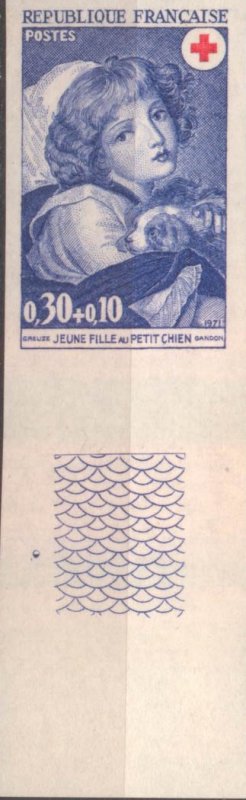 REPUBLIQUE FRANÇAISE
POSTES
0,30+0,10
1971
GREUZE JEUNE FILLE AU PETIT CHIEN GANDON